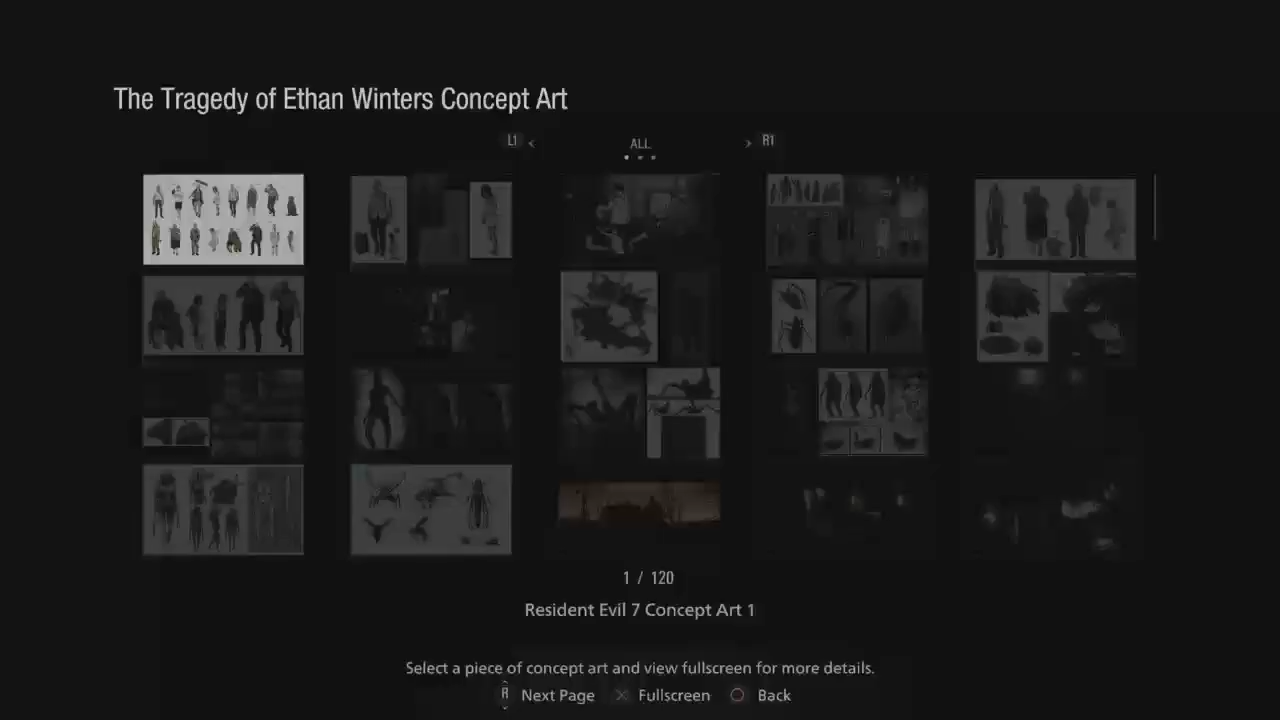 The Tragedy of Ethan Winters Concept Art
L1 < ALL > R1
1 / 120
Resident Evil 7 Concept Art 1
Select a piece of concept art and view fullscreen for more details.
R Next Page Fullscreen Back